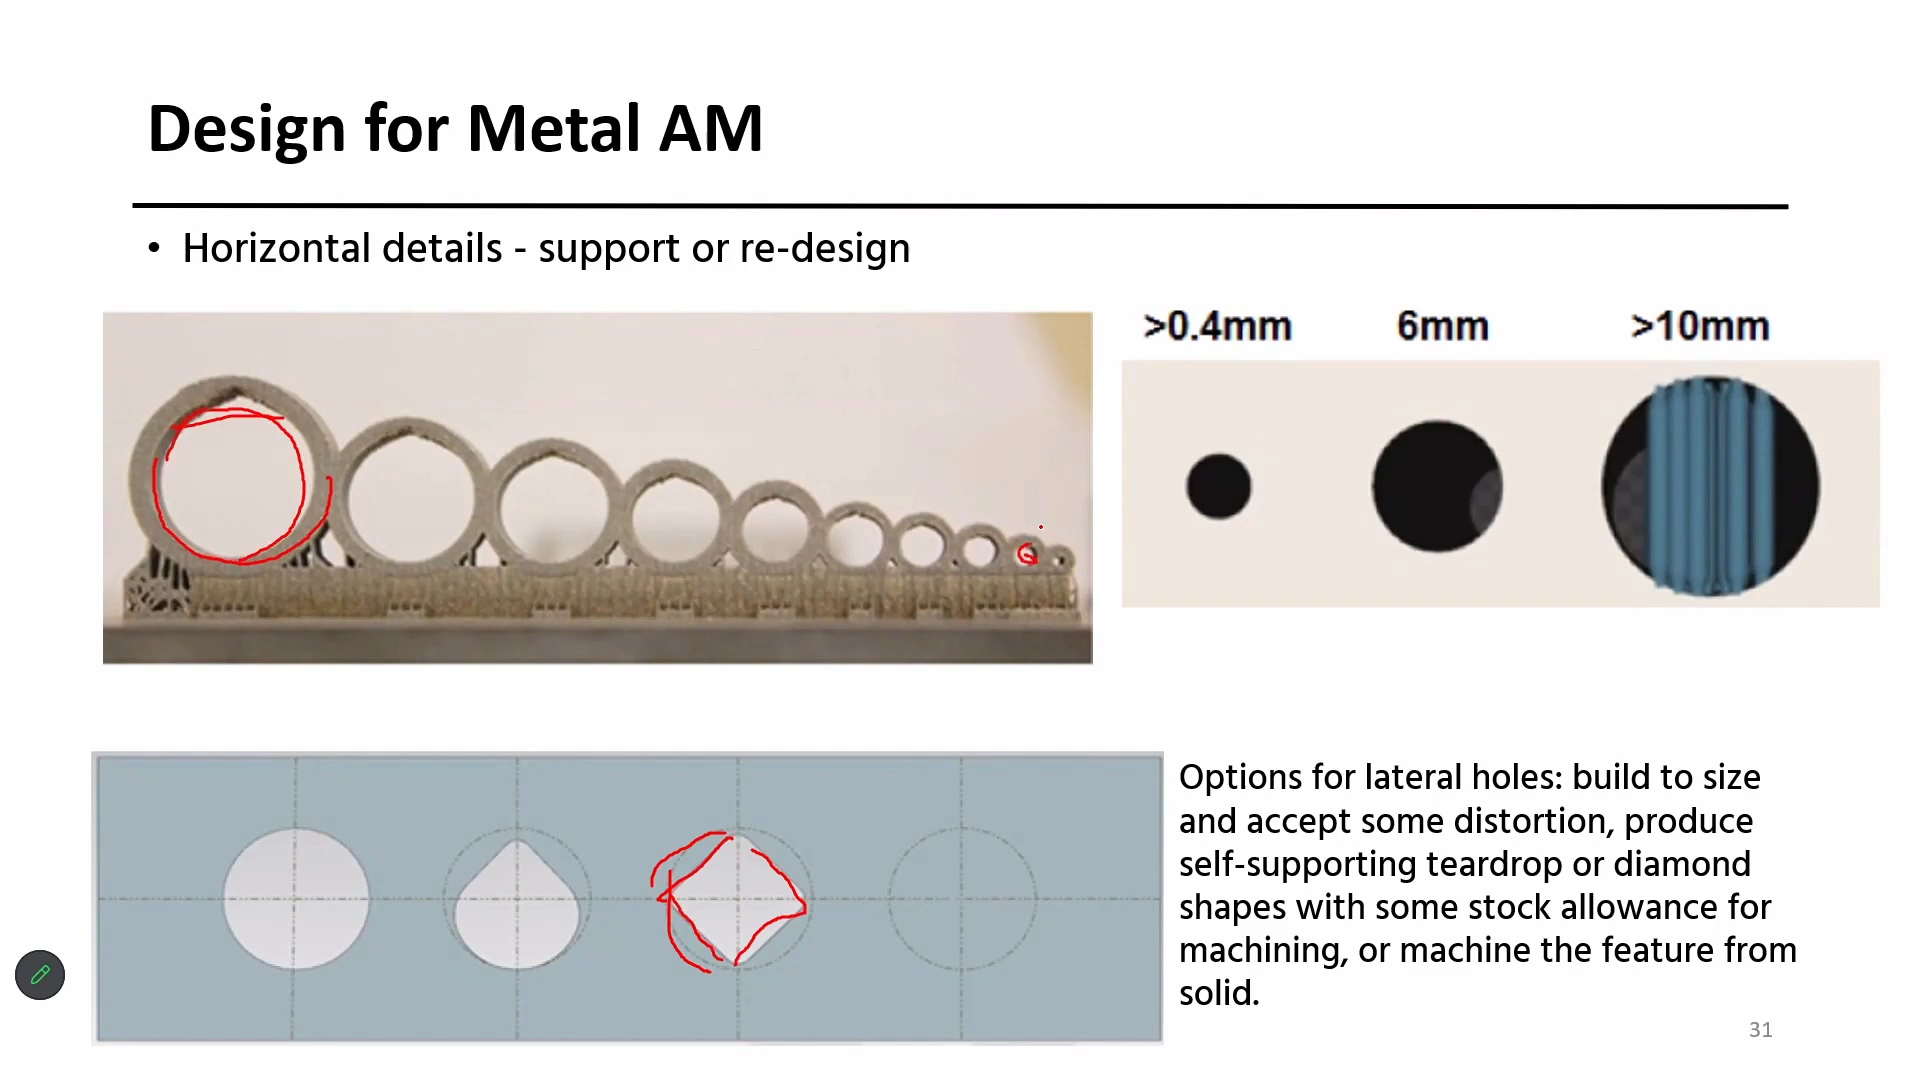 Design for Metal AM
• Horizontal details - support or re-design
>0.4mm 6mm >10mm
Options for lateral holes: build to size
and accept some distortion, produce
self-supporting teardrop or diamond
shapes with some stock allowance for
machining, or machine the feature from
solid.
31